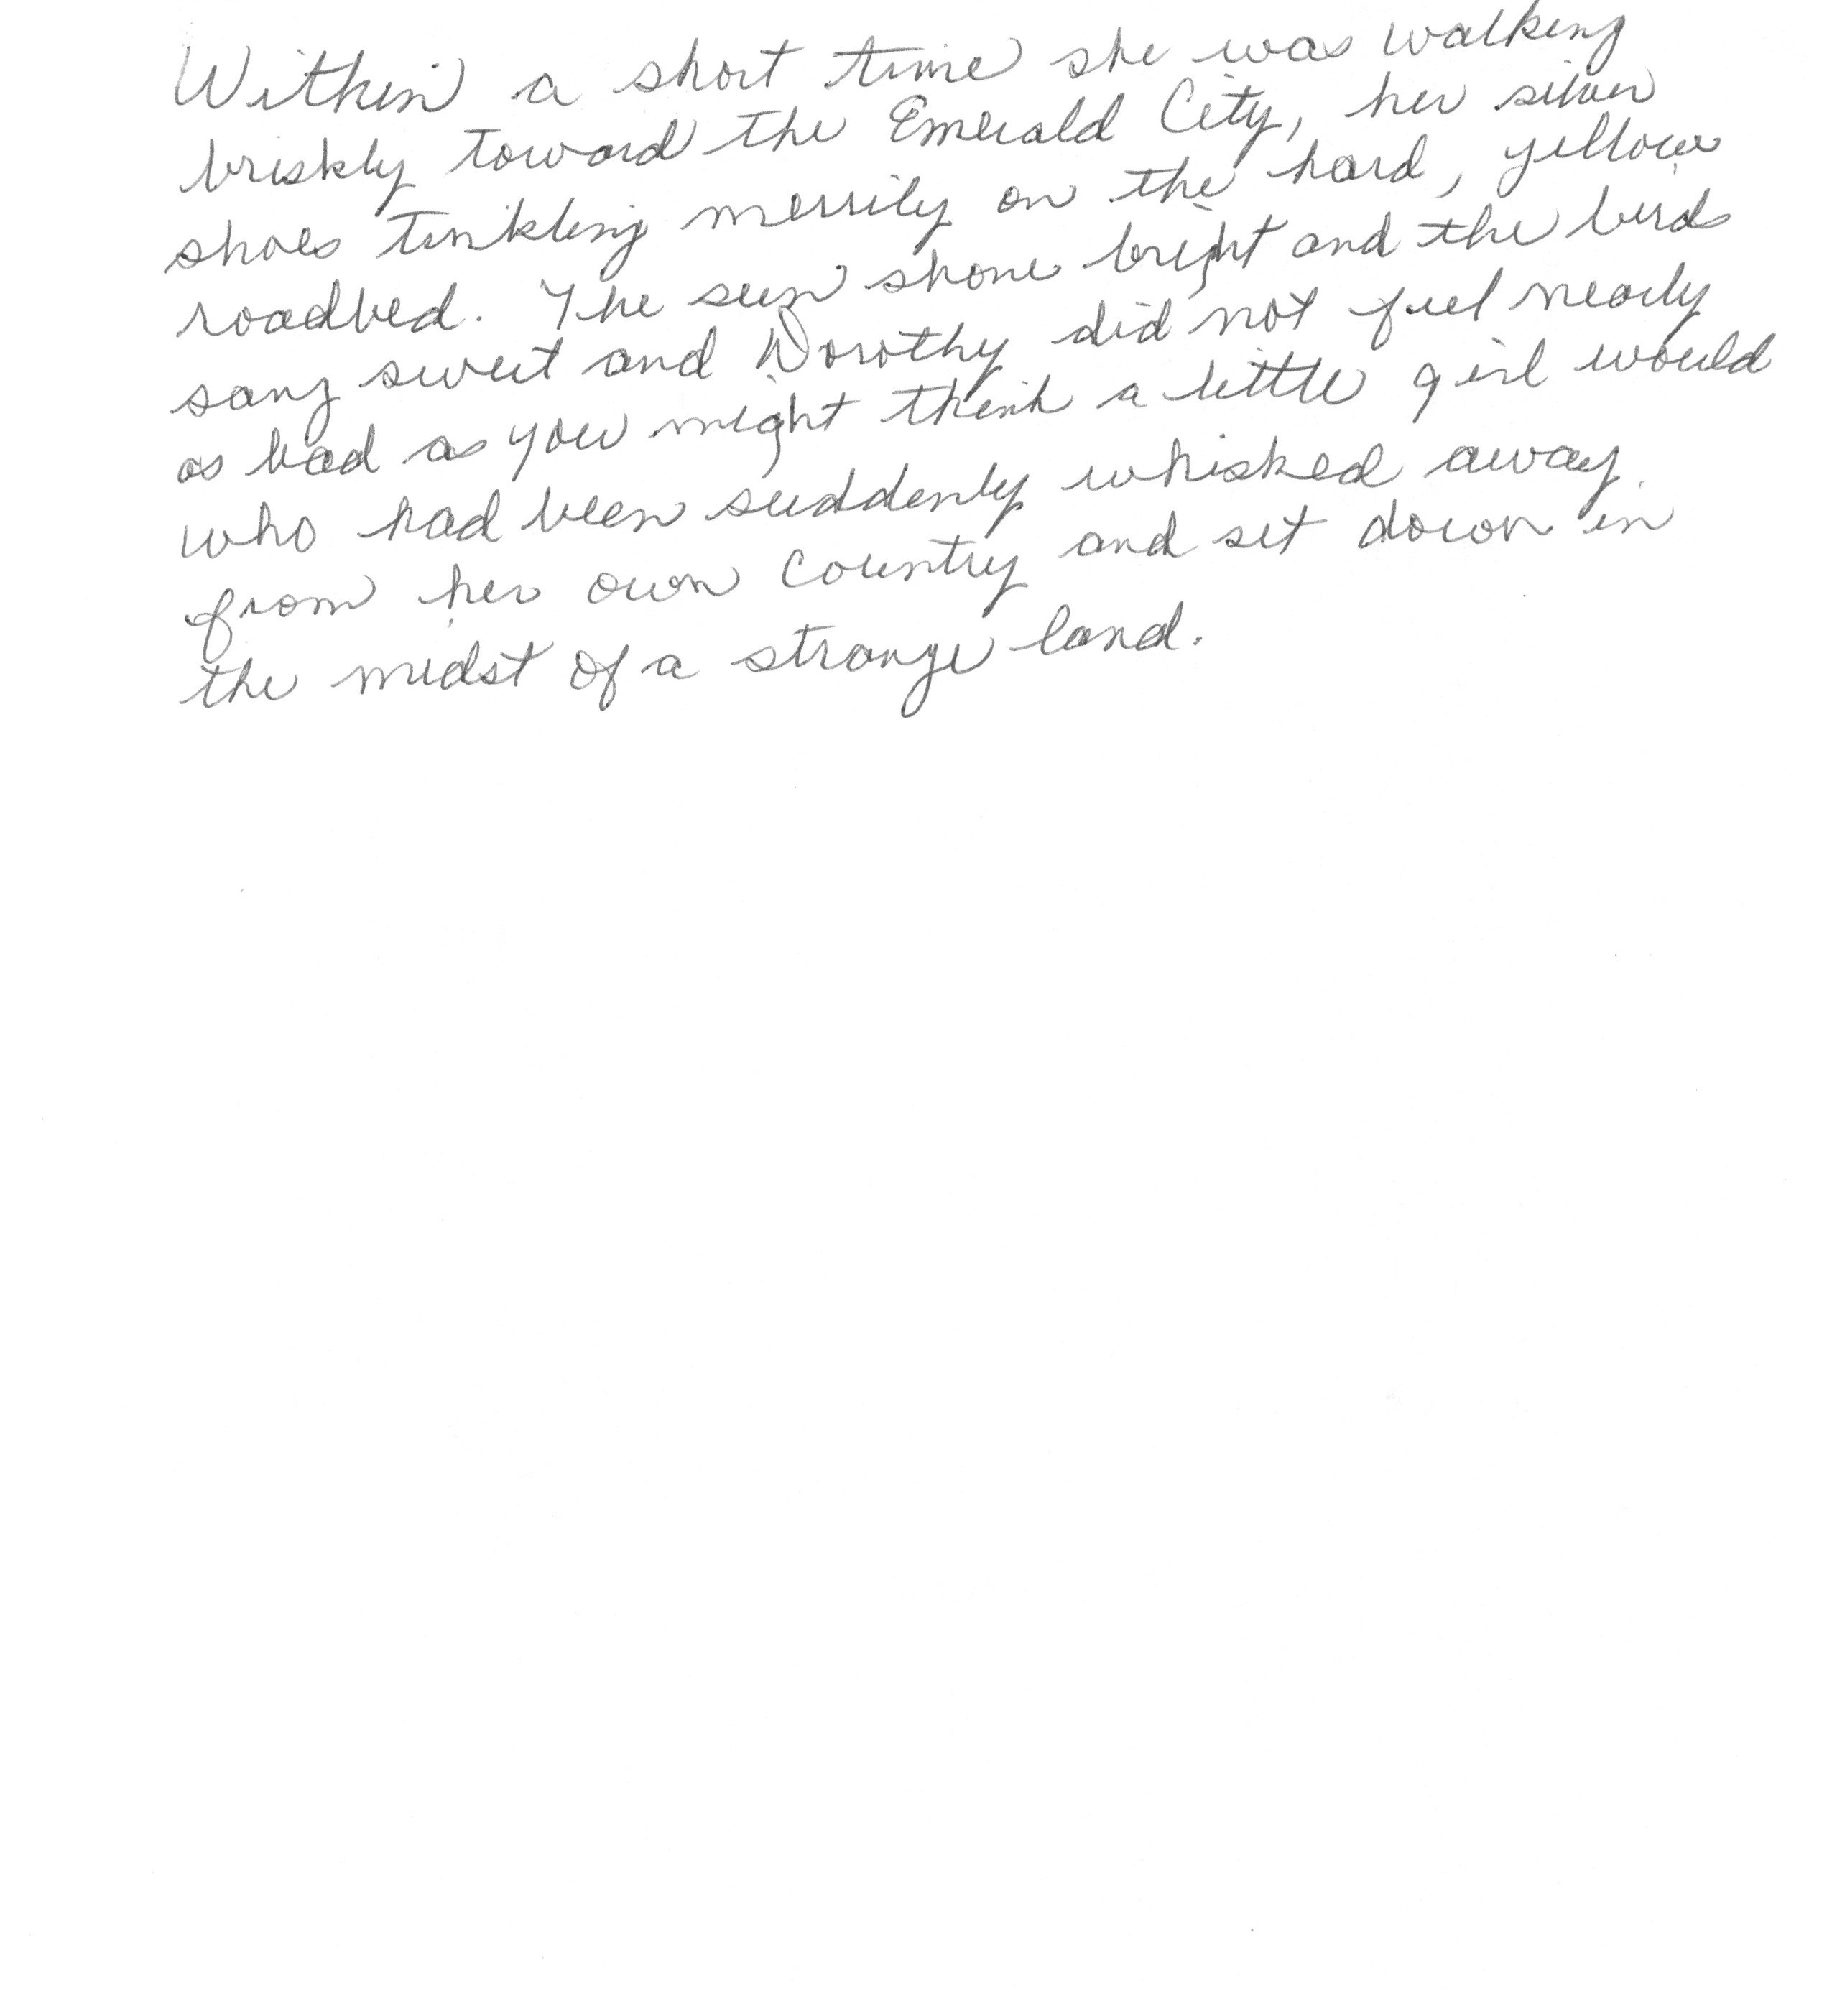 Within a short time she was walking
briskly toward the Emerald City, her silver
shoes tinkling merrily on the hard, yellow
roadbed. The sun shone bright and the birds
sang sweet and Dorothy did not feel nearly
as bad as you might think a little girl would
who had been suddenly whisked away
from her own country and set down in
the midst of a strange land.